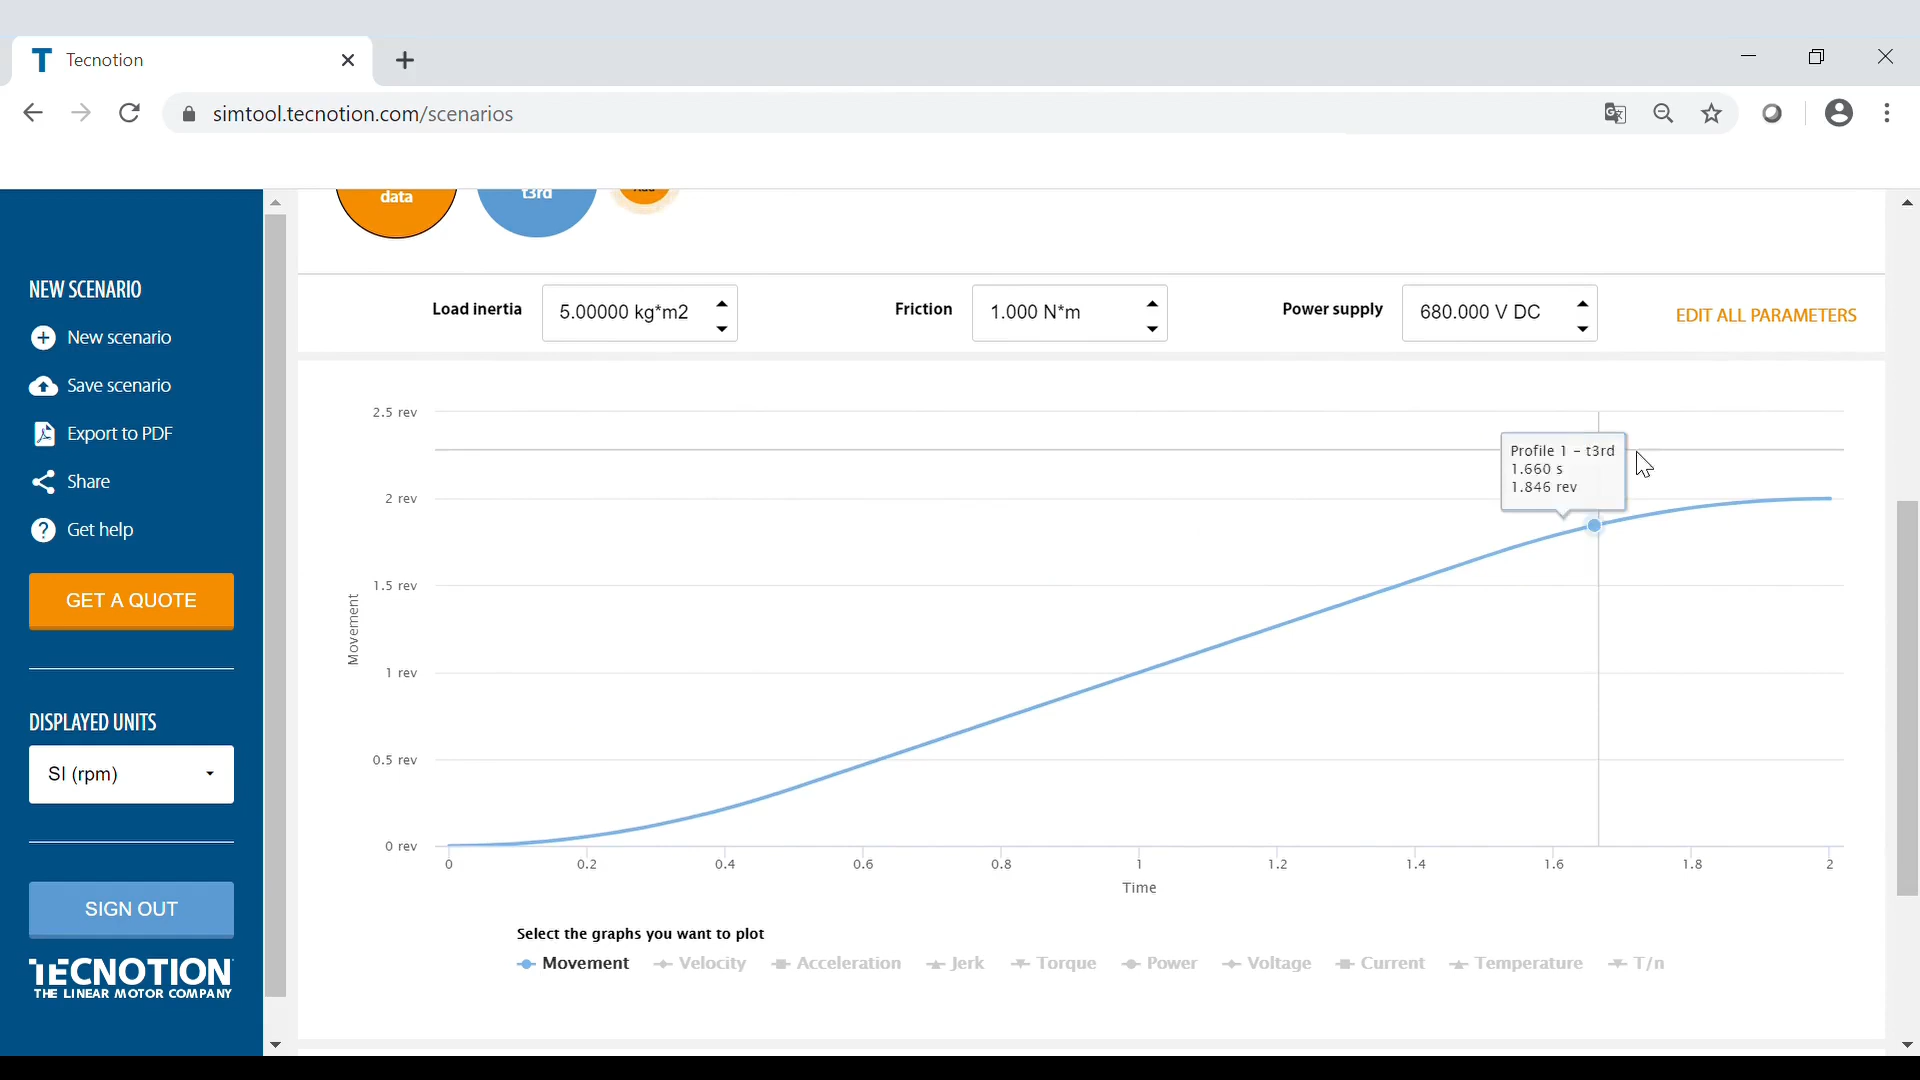 Tecnotion
simtool.tecnotion.com/scenarios
data
t3rd
NEW SCENARIO
New scenario
Save scenario
Export to PDF
Share
Get help
GET A QUOTE
DISPLAYED UNITS
SI (rpm)
SIGN OUT
TECNOTION
THE LINEAR MOTOR COMPANY
Load inertia 5.00000 kg*m2 Friction 1.000 N*m Power supply 680.000 V DC EDIT ALL PARAMETERS
2.5 rev
2 rev
1.5 rev
1 rev
0.5 rev
0 rev
Movement
Profile 1 - t3rd
1.660 s
1.846 rev
0 0.2 0.4 0.6 0.8 1 1.2 1.4 1.6 1.8 2
Time
Select the graphs you want to plot
Movement Velocity Acceleration Jerk Torque Power Voltage Current Temperature T/n